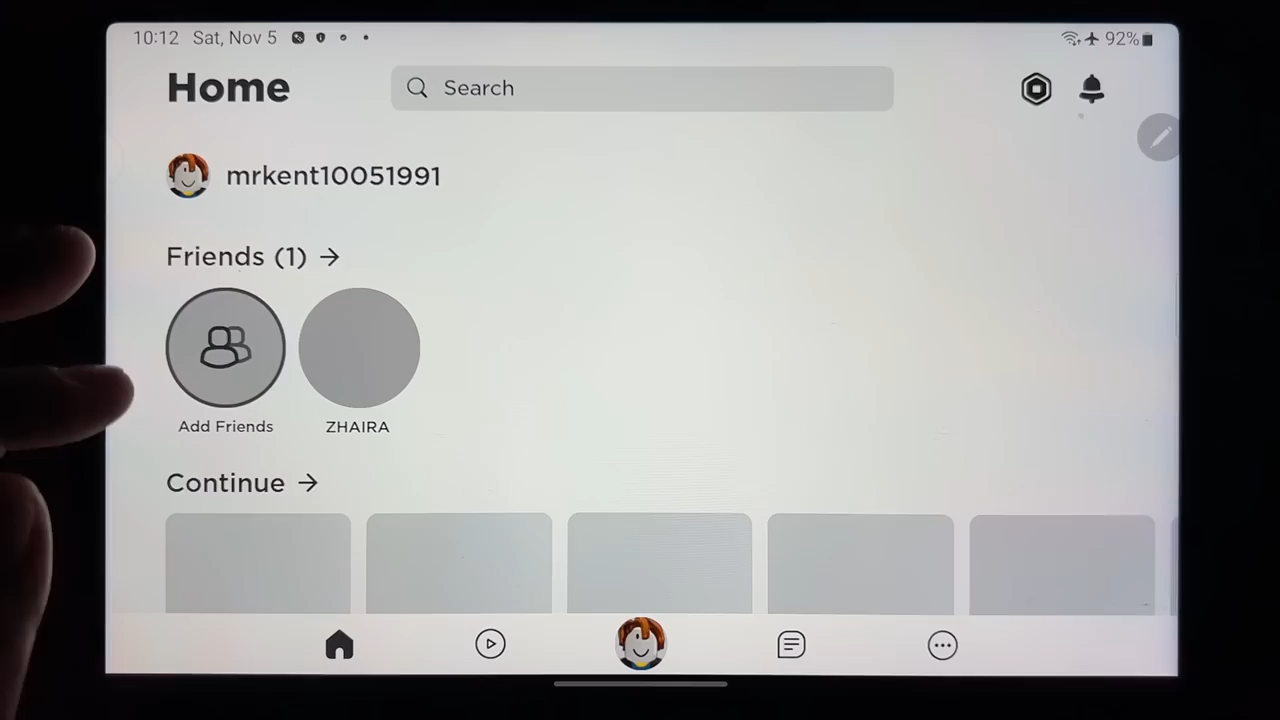 10:12 Sat, Nov 5 92%
Home
Search
mrkent10051991
Friends (1) →
Add Friends
ZHAIRA
Continue →